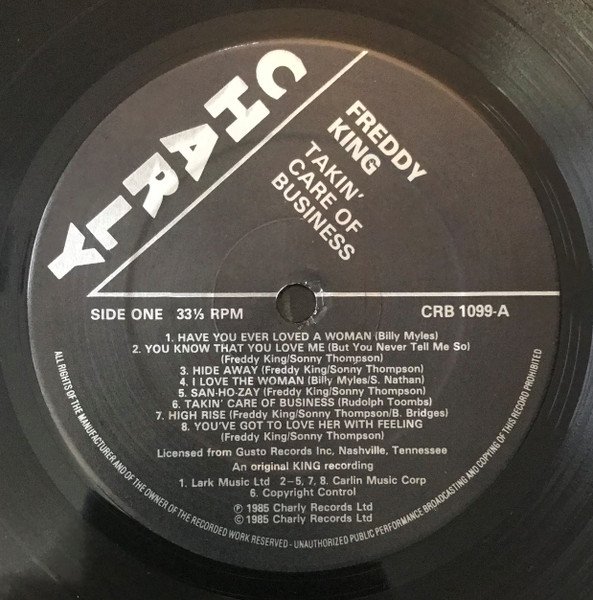 CHARLY
FREDDY
KING
TAKIN'
CARE OF
BUSINESS
SIDE ONE 33⅓ RPM
CRB 1099-A
1. HAVE YOU EVER LOVED A WOMAN (Billy Myles)
2. YOU KNOW THAT YOU LOVE ME (But You Never Tell Me So)
(Freddy King/Sonny Thompson)
3. HIDE AWAY (Freddy King/Sonny Thompson)
4. I LOVE THE WOMAN (Billy Myles/S. Nathan)
5. SAN-HO-ZAY (Freddy King/Sonny Thompson)
6. TAKIN' CARE OF BUSINESS (Rudolph Toombs)
7. HIGH RISE (Freddy King/Sonny Thompson/B. Bridges)
8. YOU'VE GOT TO LOVE HER WITH FEELING
(Freddy King/Sonny Thompson)
Licensed from Gusto Records Inc, Nashville, Tennessee
An original KING recording
1. Lark Music Ltd 2–5, 7, 8. Carlin Music Corp
6. Copyright Control
℗ 1985 Charly Records Ltd
© 1985 Charly Records Ltd
ALL RIGHTS OF THE MANUFACTURER AND OF THE OWNER OF THE RECORDED WORK RESERVED - UNAUTHORIZED PUBLIC PERFORMANCE BROADCASTING AND COPYING OF THIS RECORD PROHIBITED